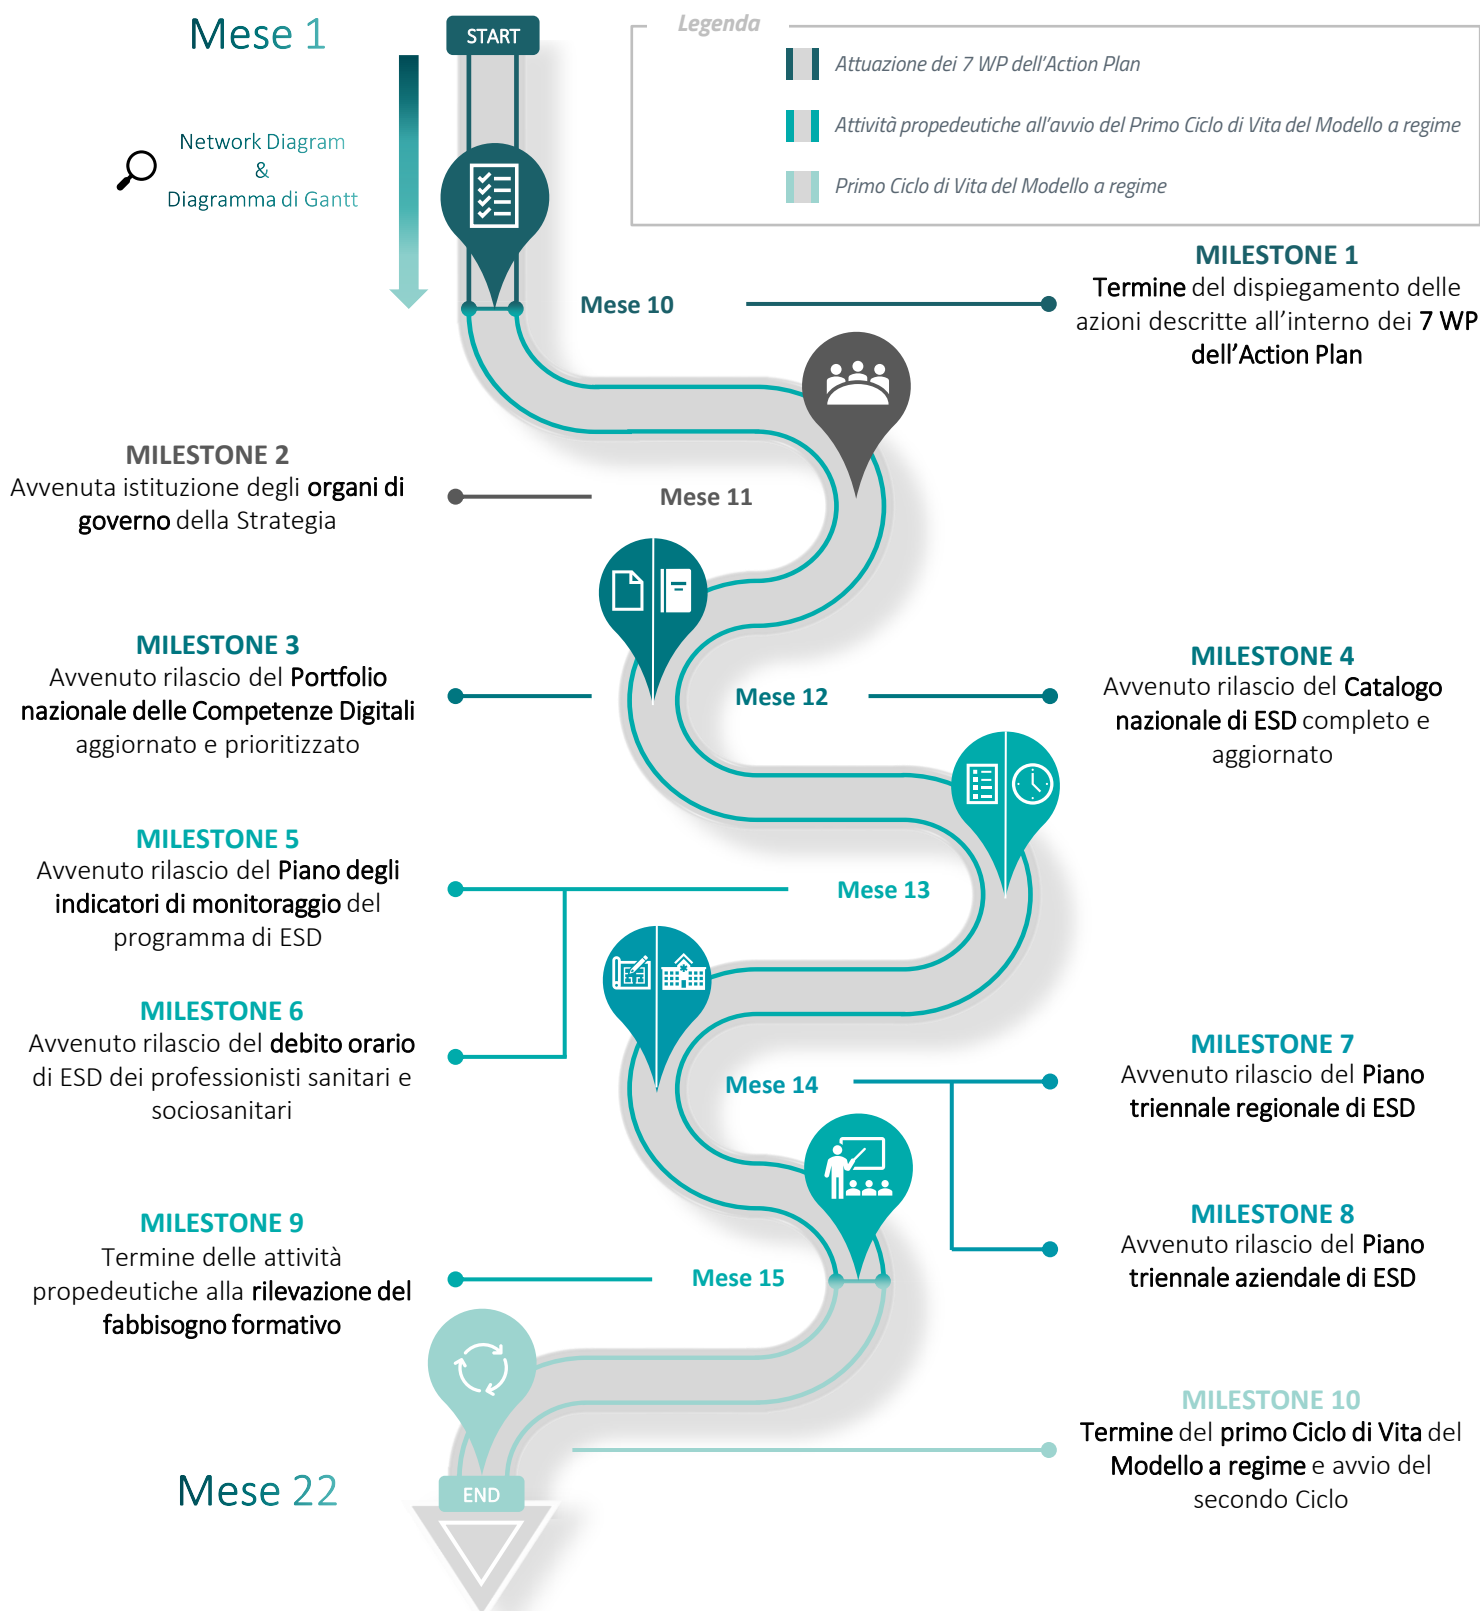 Mese 1
START
Legenda
Attuazione dei 7 WP dell'Action Plan
Attività propedeutiche all'avvio del Primo Ciclo di Vita del Modello a regime
Primo Ciclo di Vita del Modello a regime
Network Diagram
&
Diagramma di Gantt
Mese 10
MILESTONE 1
Termine del dispiegamento delle
azioni descritte all'interno dei 7 WP
dell'Action Plan
MILESTONE 2
Avvenuta istituzione degli organi di
governo della Strategia
Mese 11
MILESTONE 3
Avvenuto rilascio del Portfolio
nazionale delle Competenze Digitali
aggiornato e prioritizzato
Mese 12
MILESTONE 4
Avvenuto rilascio del Catalogo
nazionale di ESD completo e
aggiornato
MILESTONE 5
Avvenuto rilascio del Piano degli
indicatori di monitoraggio del
programma di ESD
Mese 13
MILESTONE 6
Avvenuto rilascio del debito orario
di ESD dei professionisti sanitari e
sociosanitari
Mese 14
MILESTONE 7
Avvenuto rilascio del Piano
triennale regionale di ESD
MILESTONE 8
Avvenuto rilascio del Piano
triennale aziendale di ESD
MILESTONE 9
Termine delle attività
propedeutiche alla rilevazione del
fabbisogno formativo
Mese 15
MILESTONE 10
Termine del primo Ciclo di Vita del
Modello a regime e avvio del
secondo Ciclo
Mese 22
END